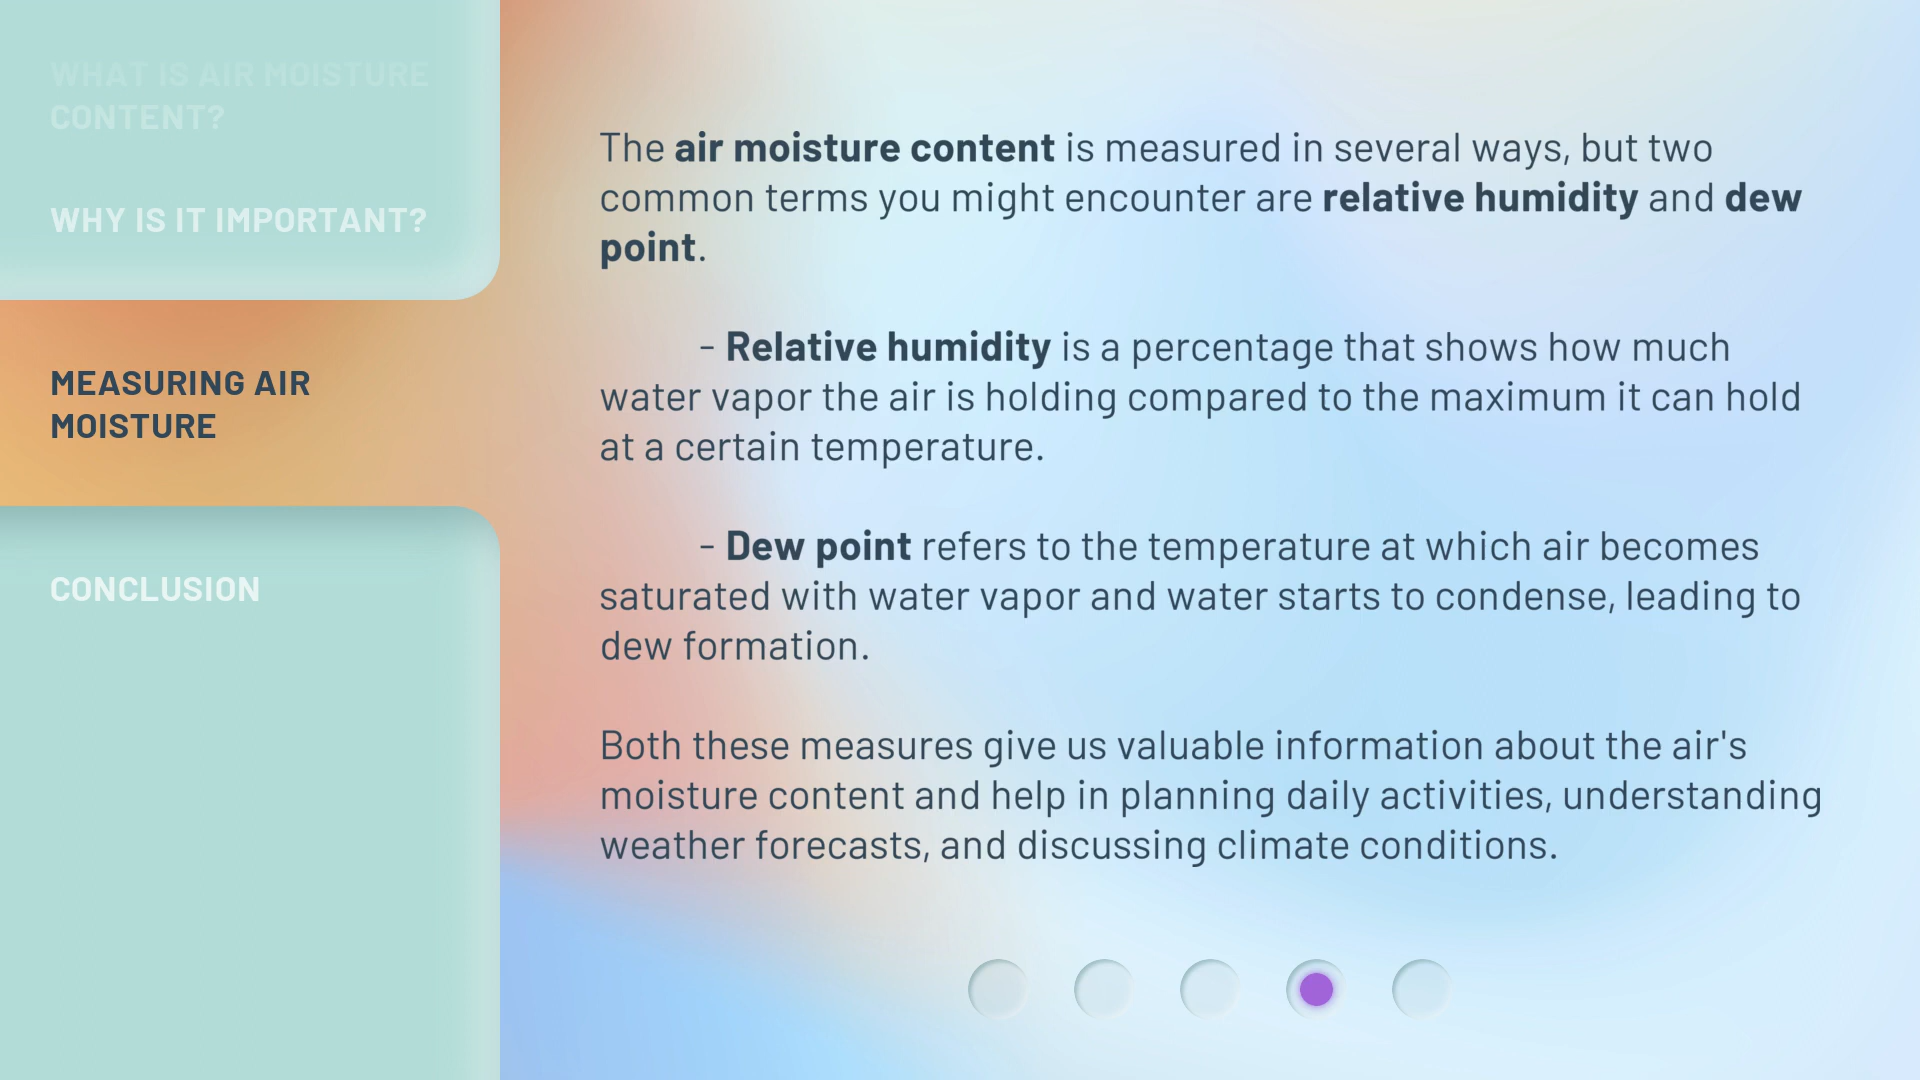 WHAT IS AIR MOISTURE
CONTENT?
WHY IS IT IMPORTANT?
MEASURING AIR
MOISTURE
CONCLUSION
The air moisture content is measured in several ways, but two
common terms you might encounter are relative humidity and dew
point.
- Relative humidity is a percentage that shows how much
water vapor the air is holding compared to the maximum it can hold
at a certain temperature.
- Dew point refers to the temperature at which air becomes
saturated with water vapor and water starts to condense, leading to
dew formation.
Both these measures give us valuable information about the air's
moisture content and help in planning daily activities, understanding
weather forecasts, and discussing climate conditions.